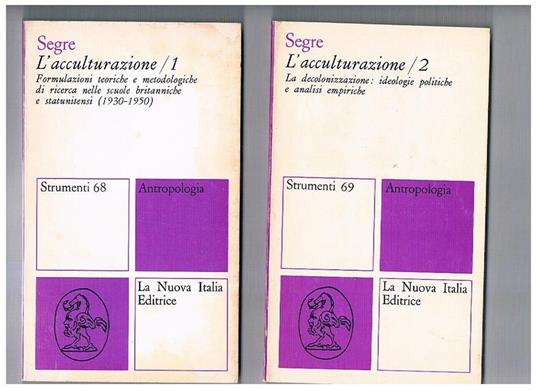 Segre
L'acculturazione/1
Formulazioni teoriche e metodologiche
di ricerca nelle scuole britanniche
e statunitensi (1930-1950)
Strumenti 68
Antropologia
La Nuova Italia
Editrice
Segre
L'acculturazione/2
La decolonizzazione: ideologie politiche
e analisi empiriche
Strumenti 69
Antropologia
La Nuova Italia
Editrice